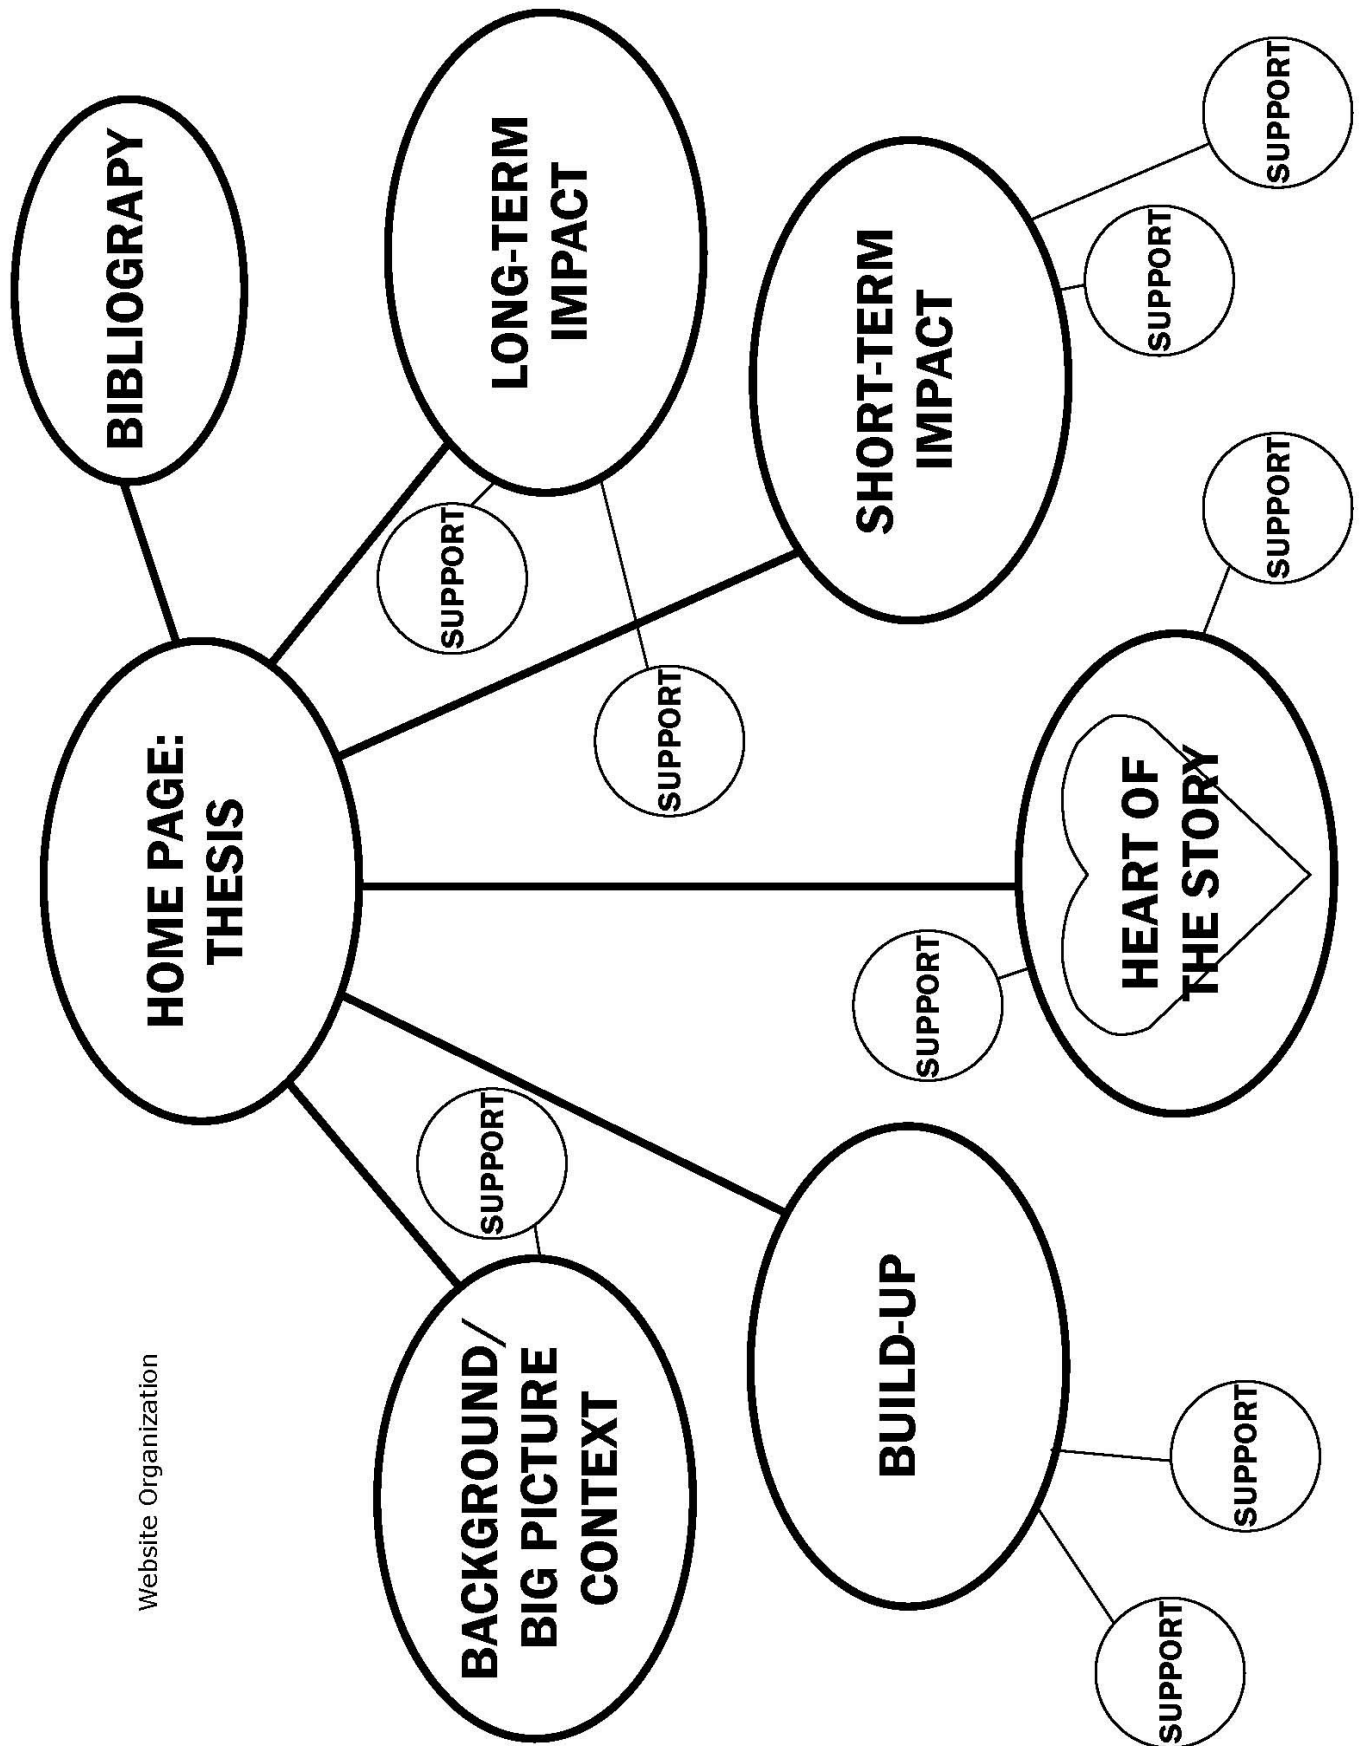 Website Organization
BIBLIOGRAPY
HOME PAGE:
THESIS
BACKGROUND/
BIG PICTURE
CONTEXT
SUPPORT
SUPPORT
LONG-TERM
IMPACT
SUPPORT
BUILD-UP
SUPPORT
SHORT-TERM
IMPACT
HEART OF
THE STORY
SUPPORT
SUPPORT
SUPPORT
SUPPORT
SUPPORT